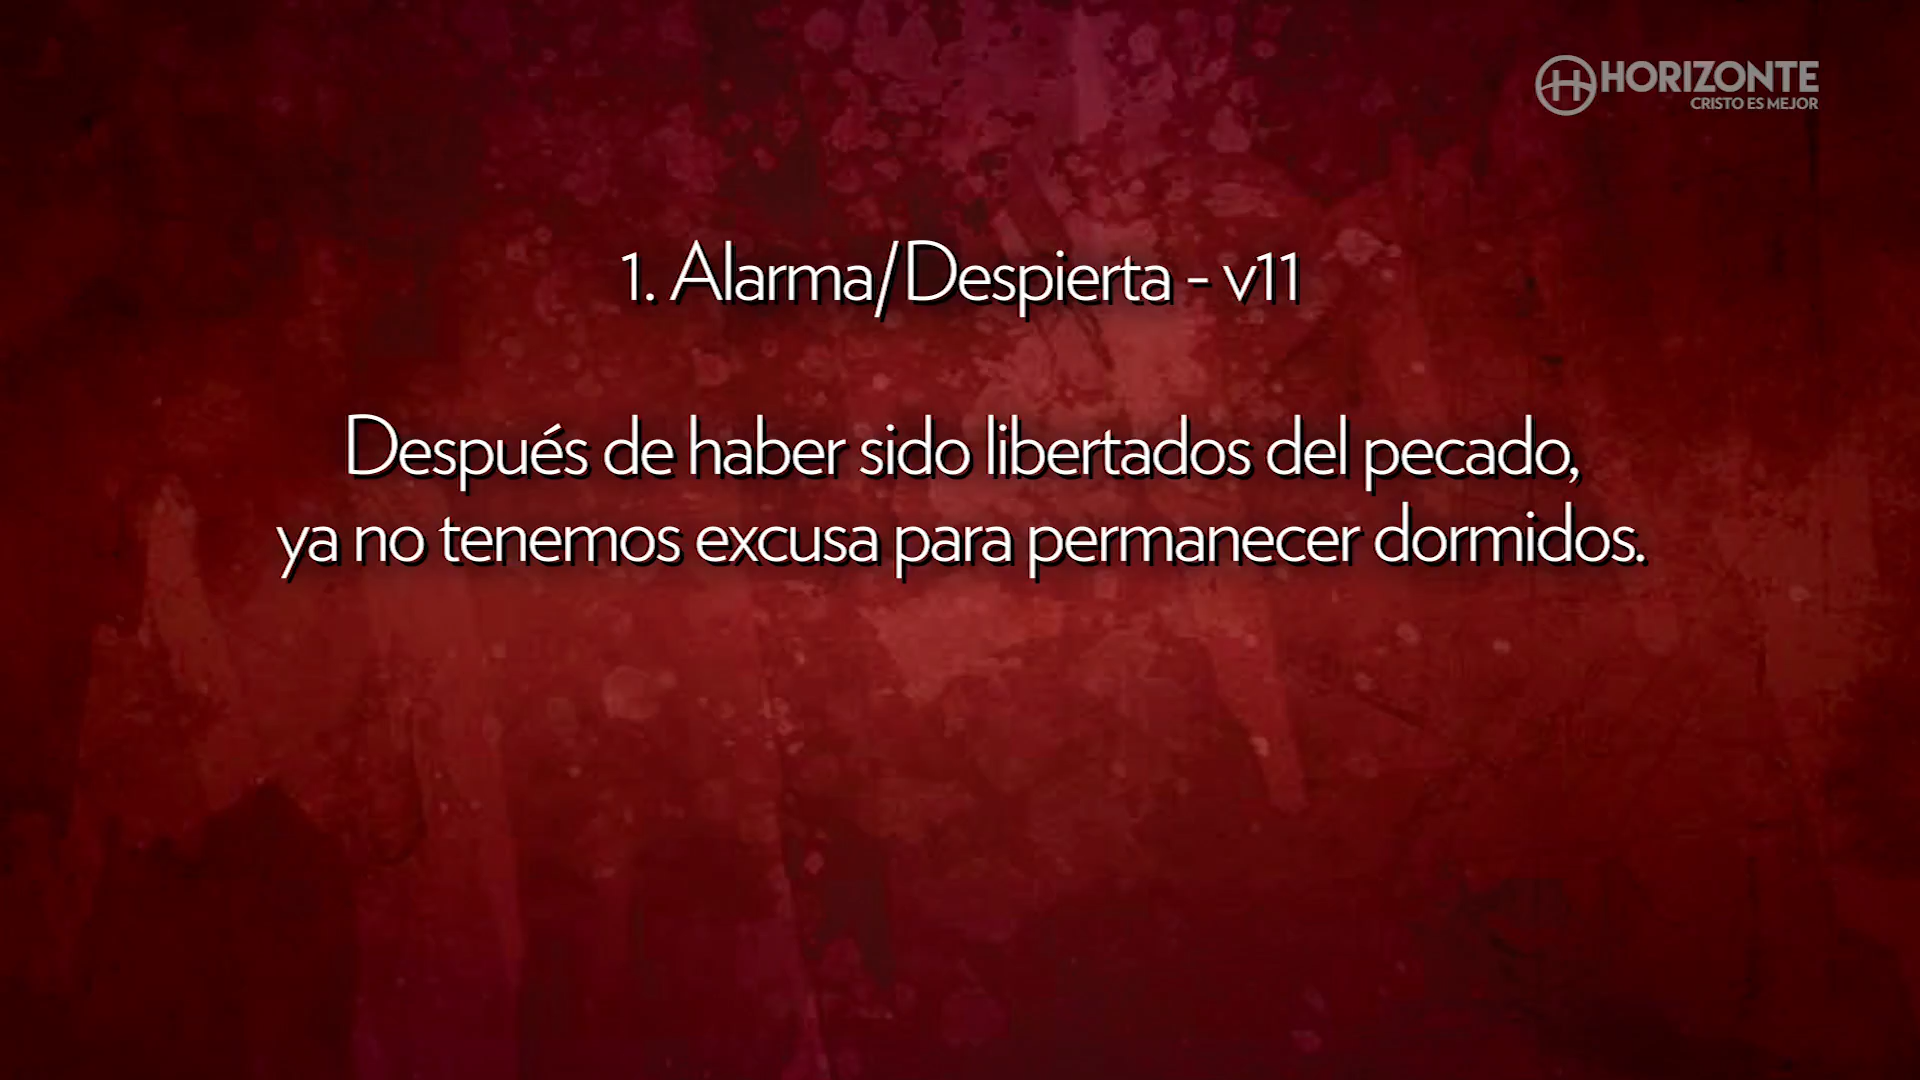 HORIZONTE
CRISTO ES MEJOR
1. Alarma/Despierta - v11
Después de haber sido libertados del pecado,
ya no tenemos excusa para permanecer dormidos.